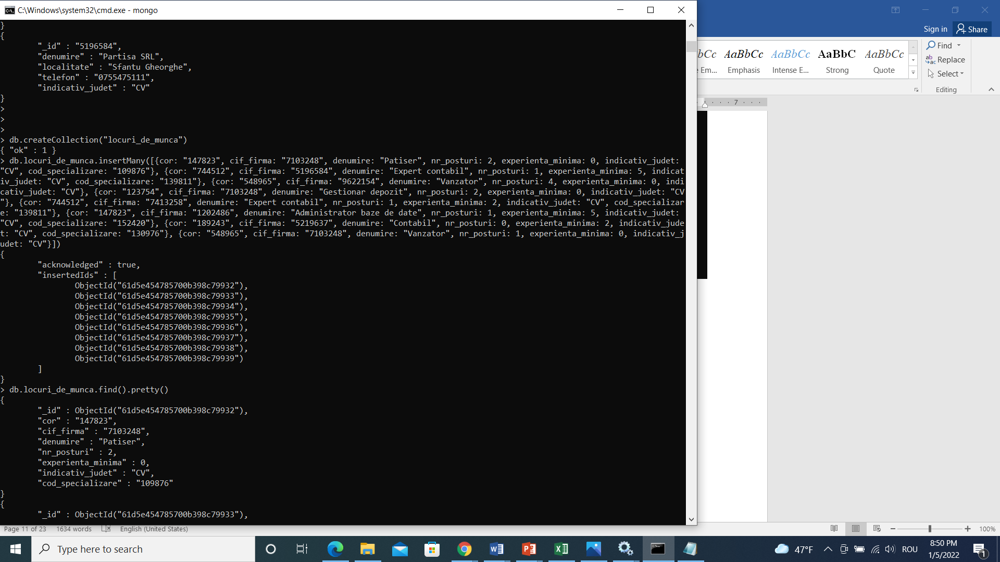 C:\Windows\system32\cmd.exe - mongo
}
{
"_id" : "5196584",
"denumire" : "Partisa SRL",
"localitate" : "Sfantu Gheorghe",
"telefon" : "0755475111",
"indicativ_judet" : "CV"
}
>
>
>
> db.createCollection("locuri_de_munca")
{ "ok" : 1 }
> db.locuri_de_munca.insertMany([{cor: "147823", cif_firma: "7103248", denumire: "Patiser", nr_posturi: 2, experienta_minima: 0, indicativ_judet:
"CV", cod_specializare: "109876"}, {cor: "744512", cif_firma: "5196584", denumire: "Expert contabil", nr_posturi: 1, experienta_minima: 5, indicat
iv_judet: "CV", cod_specializare: "139811"}, {cor: "548965", cif_firma: "9622154", denumire: "Vanzator", nr_posturi: 4, experienta_minima: 0, indi
cativ_judet: "CV"}, {cor: "123754", cif_firma: "7103248", denumire: "Gestionar depozit", nr_posturi: 2, experienta_minima: 0, indicativ_judet: "CV
"}, {cor: "744512", cif_firma: "7413258", denumire: "Expert contabil", nr_posturi: 1, experienta_minima: 2, indicativ_judet: "CV", cod_specializar
e: "139811"}, {cor: "147823", cif_firma: "1202486", denumire: "Administrator baze de date", nr_posturi: 1, experienta_minima: 5, indicativ_judet:
"CV", cod_specializare: "152420"}, {cor: "189243", cif_firma: "5219637", denumire: "Contabil", nr_posturi: 0, experienta_minima: 2, indicativ_jude
t: "CV", cod_specializare: "130976"}, {cor: "548965", cif_firma: "7103248", denumire: "Vanzator", nr_posturi: 1, experienta_minima: 0, indicativ_j
udet: "CV"}])
{
"acknowledged" : true,
"insertedIds" : [
ObjectId("61d5e454785700b398c79932"),
ObjectId("61d5e454785700b398c79933"),
ObjectId("61d5e454785700b398c79934"),
ObjectId("61d5e454785700b398c79935"),
ObjectId("61d5e454785700b398c79936"),
ObjectId("61d5e454785700b398c79937"),
ObjectId("61d5e454785700b398c79938"),
ObjectId("61d5e454785700b398c79939")
]
}
> db.locuri_de_munca.find().pretty()
{
"_id" : ObjectId("61d5e454785700b398c79932"),
"cor" : "147823",
"cif_firma" : "7103248",
"denumire" : "Patiser",
"nr_posturi" : 2,
"experienta_minima" : 0,
"indicativ_judet" : "CV",
"cod_specializare" : "109876"
}
{
"_id" : ObjectId("61d5e454785700b398c79933"),
Sign in Share
bCc AaBbCc AaBbCc AaBbC AaBbCc
e Em... Emphasis Intense E... Strong Quote
Find
Replace
Select
Editing
7
Page 11 of 23 1634 words English (United States) 100%
Type here to search
47°F ROU
8:50 PM
1/5/2022
1